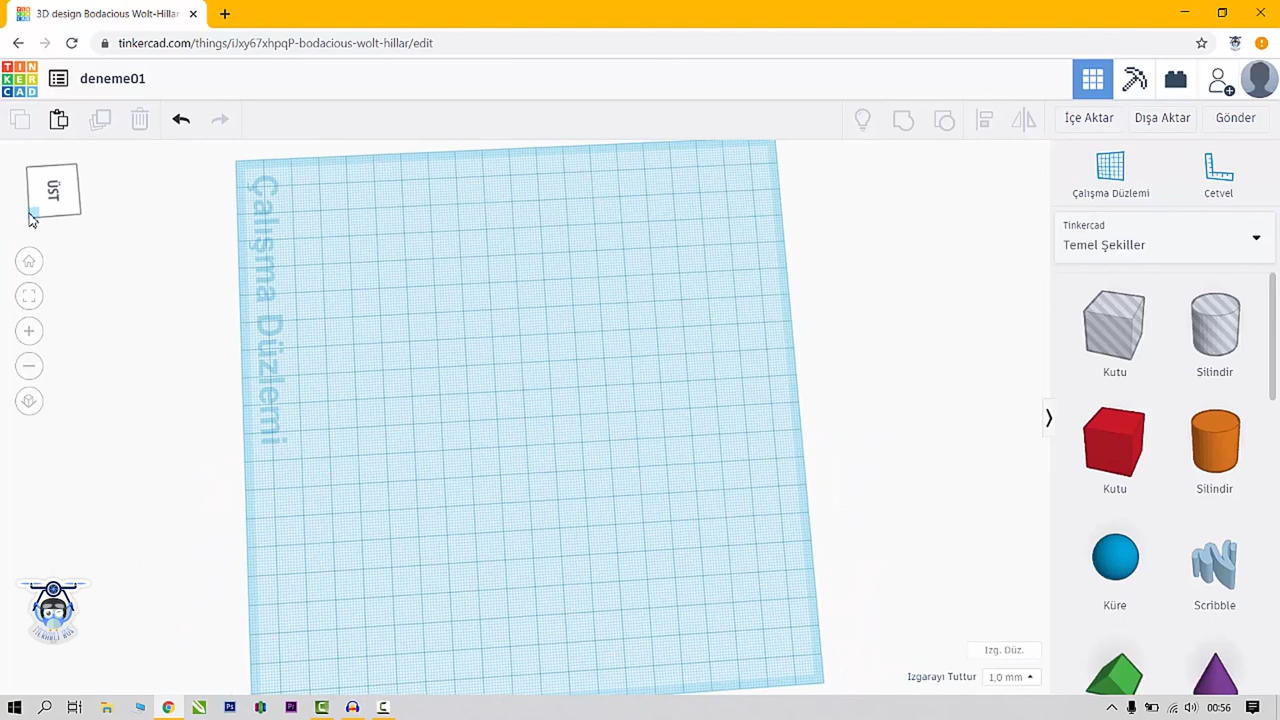 3D design Bodacious Wolt-Hillar
tinkercad.com/things/iJxy67xhpqP-bodacious-wolt-hillar/edit
TIN
KER
CAD
deneme01
İçe Aktar
Dışa Aktar
Gönder
ÜST
Çalışma Düzlemi
Çalışma Düzlemi
Cetvel
Tinkercad
Temel Şekiller
Kutu
Silindir
Kutu
Silindir
Küre
Scribble
Izg. Düz.
Izgarayı Tuttur
1,0 mm
00:56